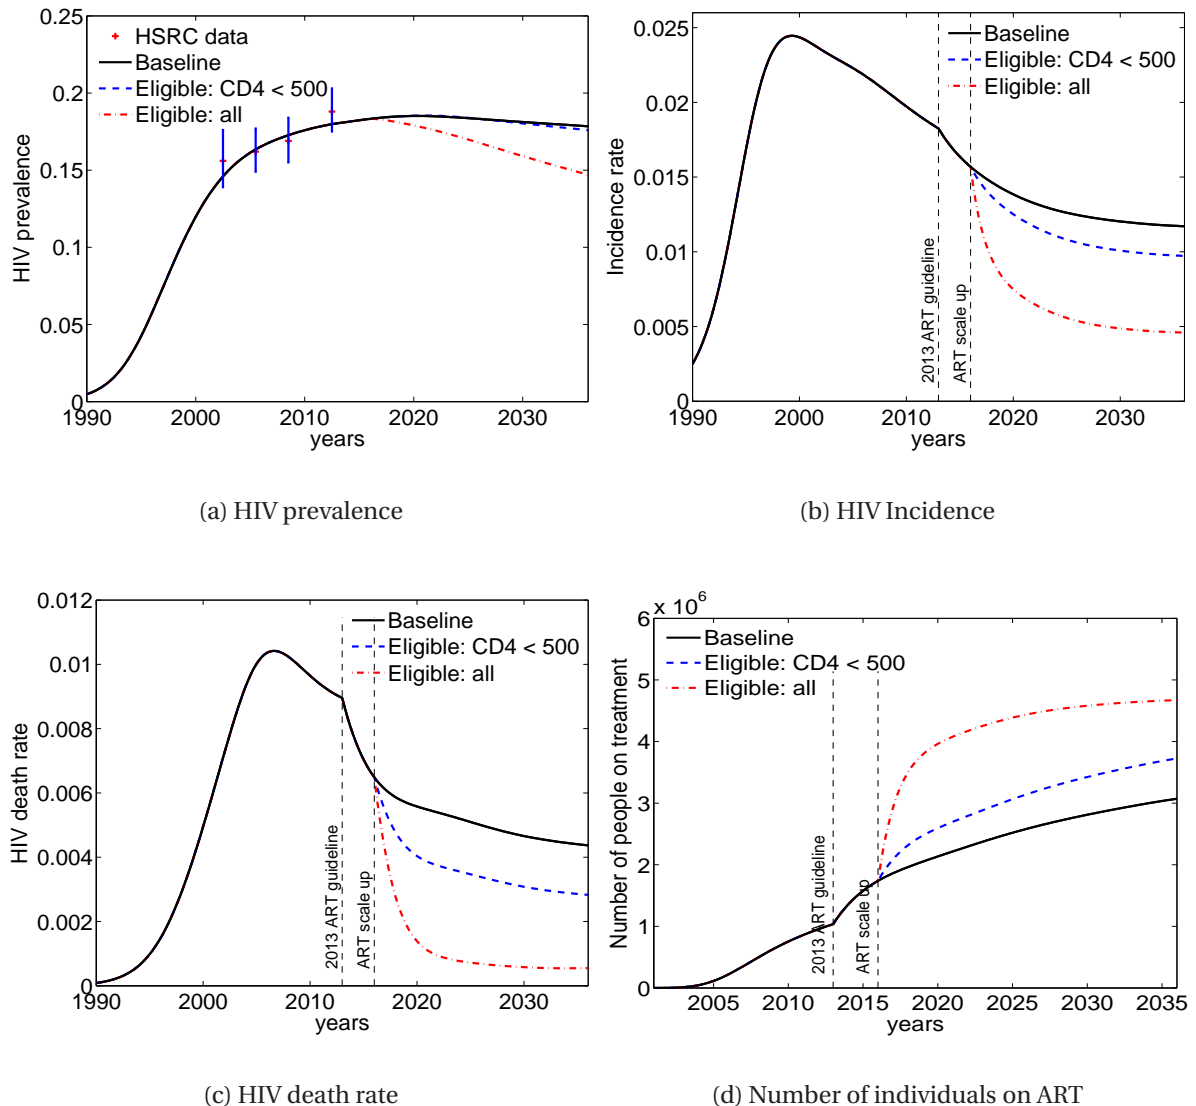 0.25
0.2
0.15
0.1
0.05
0
HIV prevalence
HSRC data
Baseline
Eligible: CD4 < 500
Eligible: all
1990 2000 2010 2020 2030
years
(a) HIV prevalence
0.025
0.02
0.015
0.01
0.005
0
Incidence rate
Baseline
Eligible: CD4 < 500
Eligible: all
2013 ART guideline
ART scale up
1990 2000 2010 2020 2030
years
(b) HIV Incidence
0.012
0.01
0.008
0.006
0.004
0.002
0
HIV death rate
Baseline
Eligible: CD4 < 500
Eligible: all
2013 ART guideline
ART scale up
1990 2000 2010 2020 2030
years
(c) HIV death rate
x 10^6
6
5
4
3
2
1
0
Number of people on treatment
Baseline
Eligible: CD4 < 500
Eligible: all
2013 ART guideline
ART scale up
2005 2010 2015 2020 2025 2030 2035
years
(d) Number of individuals on ART